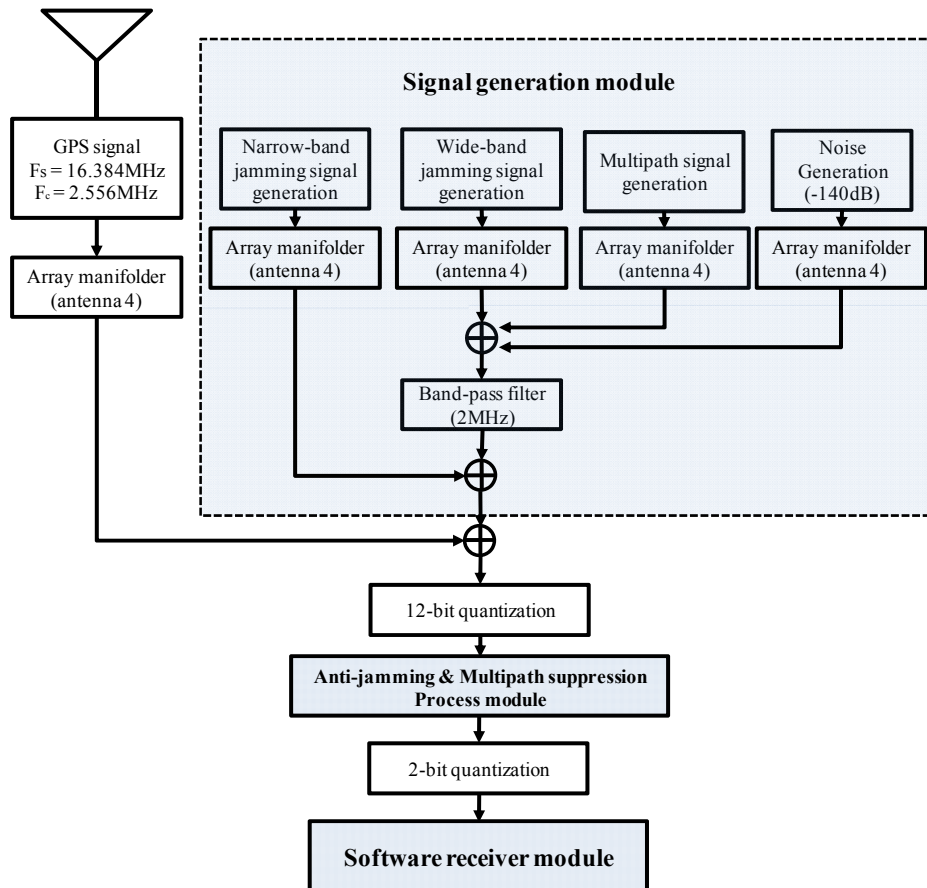 Signal generation module
GPS signal
Fs = 16.384MHz
Fc = 2.556MHz
Narrow-band
jamming signal
generation
Wide-band
jamming signal
generation
Multipath signal
generation
Noise
Generation
(-140dB)
Array manifolder
(antenna 4)
Array manifolder
(antenna 4)
Array manifolder
(antenna 4)
Array manifolder
(antenna 4)
Array manifolder
(antenna 4)
Band-pass filter
(2MHz)
12-bit quantization
Anti-jamming & Multipath suppression
Process module
2-bit quantization
Software receiver module